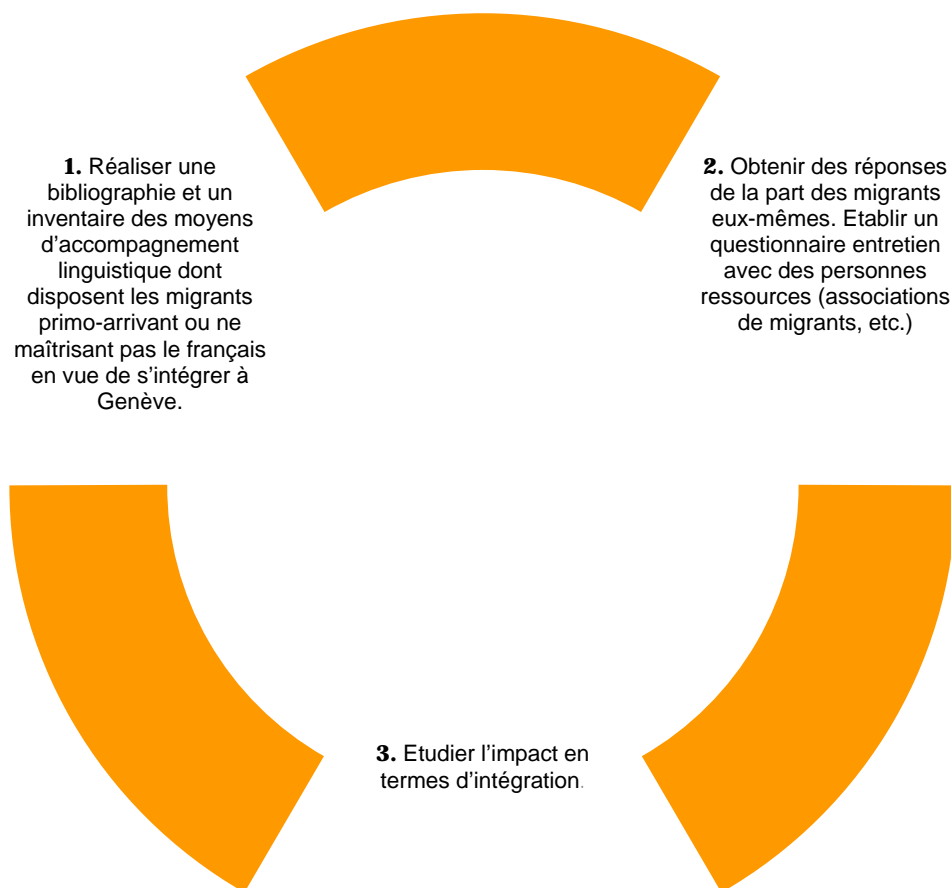 1. Réaliser une
bibliographie et un
inventaire des moyens
d’accompagnement
linguistique dont
disposent les migrants
primo-arrivant ou ne
maîtrisant pas le français
en vue de s’intégrer à
Genève.
2. Obtenir des réponses
de la part des migrants
eux-mêmes. Etablir un
questionnaire entretien
avec des personnes
ressources (associations
de migrants, etc.)
3. Etudier l’impact en
termes d’intégration.